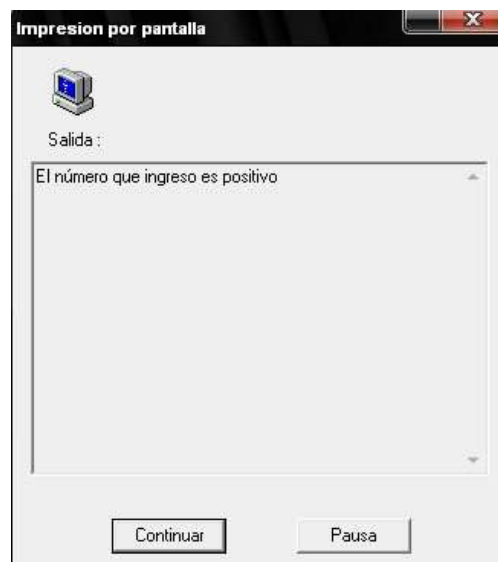 Impresion por pantalla
Salida :
El número que ingreso es positivo
Continuar
Pausa